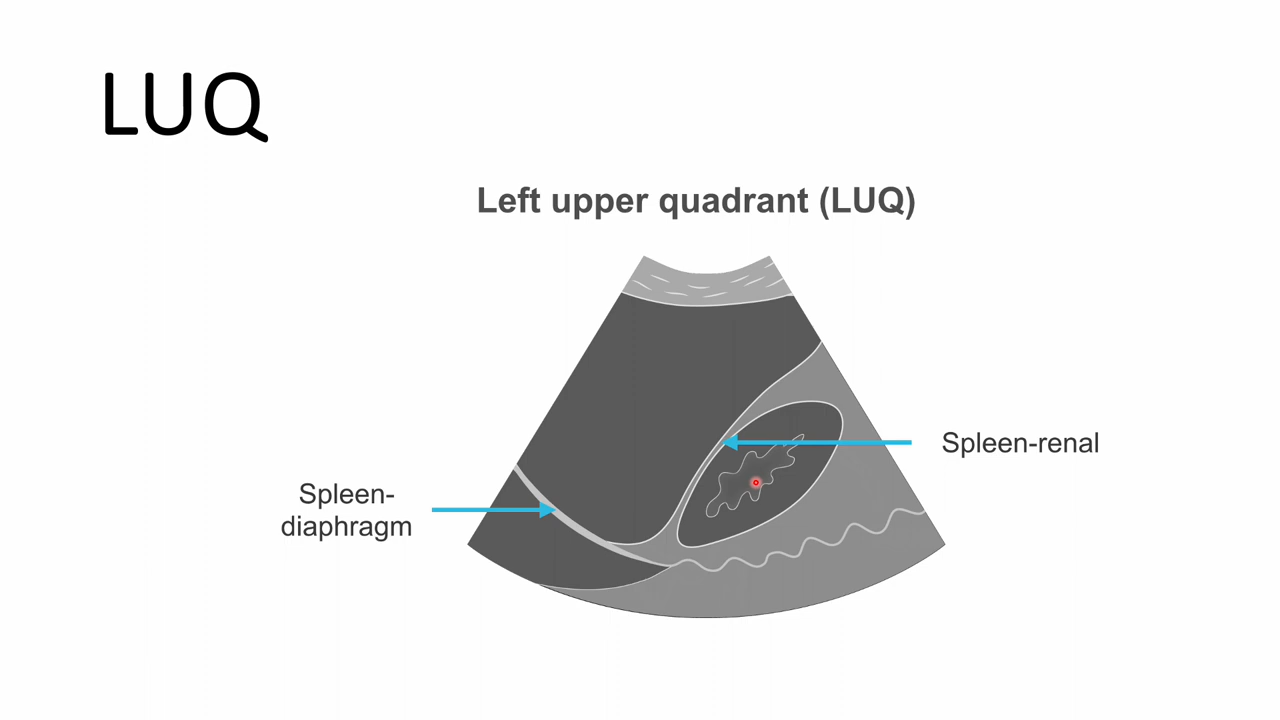 LUQ
Left upper quadrant (LUQ)
Spleen-renal
Spleen-
diaphragm